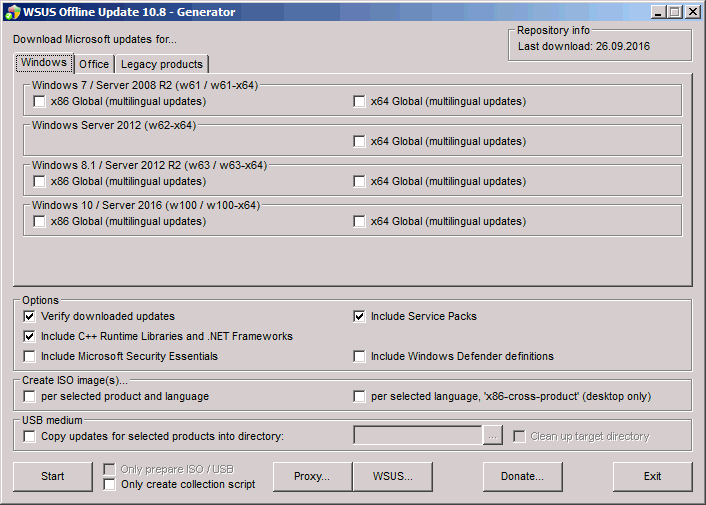 WSUS Offline Update 10.8 - Generator
Download Microsoft updates for...
Repository info
Last download: 26.09.2016
Windows
Office
Legacy products
Windows 7 / Server 2008 R2 (w61 / w61-x64)
x86 Global (multilingual updates)
x64 Global (multilingual updates)
Windows Server 2012 (w62-x64)
x64 Global (multilingual updates)
Windows 8.1 / Server 2012 R2 (w63 / w63-x64)
x86 Global (multilingual updates)
x64 Global (multilingual updates)
Windows 10 / Server 2016 (w100 / w100-x64)
x86 Global (multilingual updates)
x64 Global (multilingual updates)
Options
Verify downloaded updates
Include Service Packs
Include C++ Runtime Libraries and .NET Frameworks
Include Microsoft Security Essentials
Include Windows Defender definitions
Create ISO image(s)...
per selected product and language
per selected language, 'x86-cross-product' (desktop only)
USB medium
Copy updates for selected products into directory:
...
Clean up target directory
Start
Only prepare ISO / USB
Only create collection script
Proxy...
WSUS...
Donate...
Exit